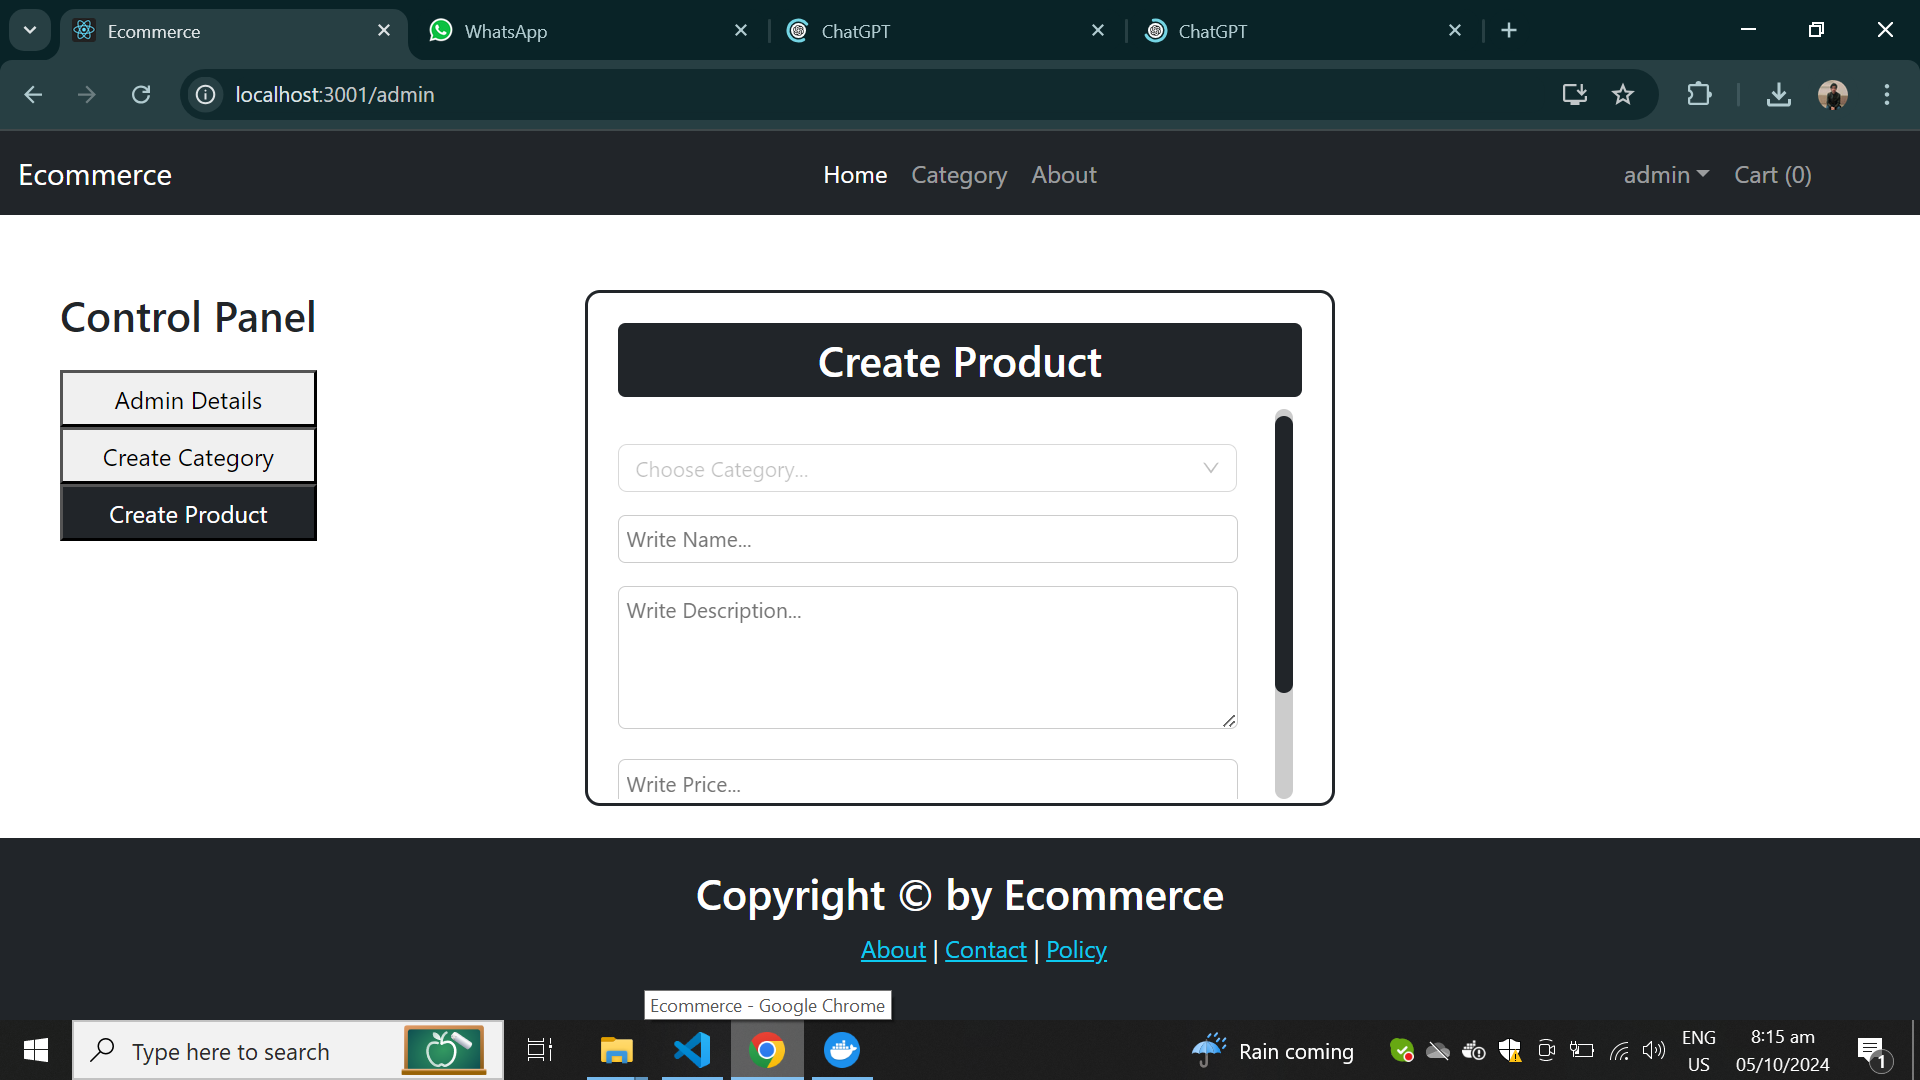 Ecommerce
WhatsApp
ChatGPT
ChatGPT
localhost:3001/admin
Ecommerce
Home
Category
About
admin
Cart (0)
Control Panel
Admin Details
Create Category
Create Product
Create Product
Choose Category...
Write Name...
Write Description...
Write Price...
Copyright © by Ecommerce
About | Contact | Policy
Ecommerce - Google Chrome
Type here to search
Rain coming
ENG
US
8:15 am
05/10/2024
1